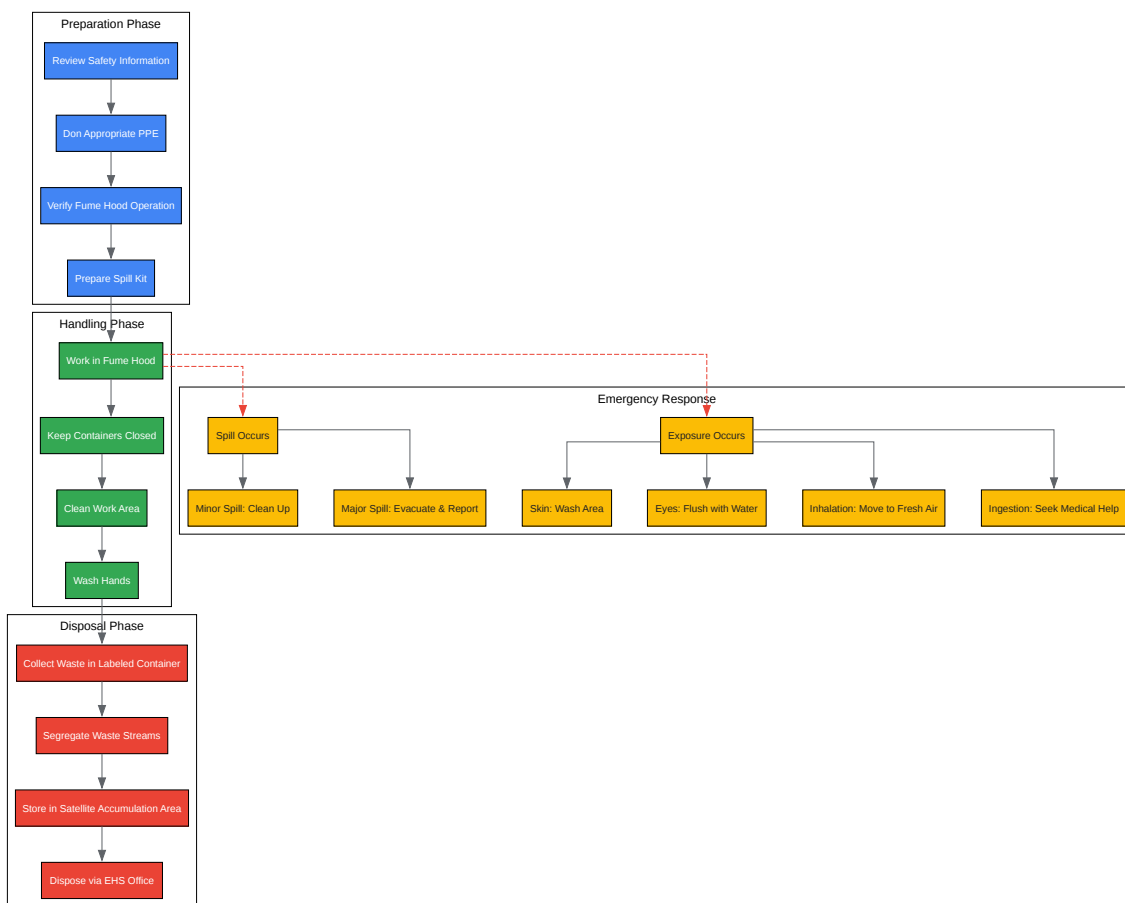 Preparation Phase
Review Safety Information
Don Appropriate PPE
Verify Fume Hood Operation
Prepare Spill Kit
Handling Phase
Work in Fume Hood
Keep Containers Closed
Clean Work Area
Wash Hands
Emergency Response
Spill Occurs
Exposure Occurs
Minor Spill: Clean Up
Major Spill: Evacuate & Report
Skin: Wash Area
Eyes: Flush with Water
Inhalation: Move to Fresh Air
Ingestion: Seek Medical Help
Disposal Phase
Collect Waste in Labeled Container
Segregate Waste Streams
Store in Satellite Accumulation Area
Dispose via EHS Office